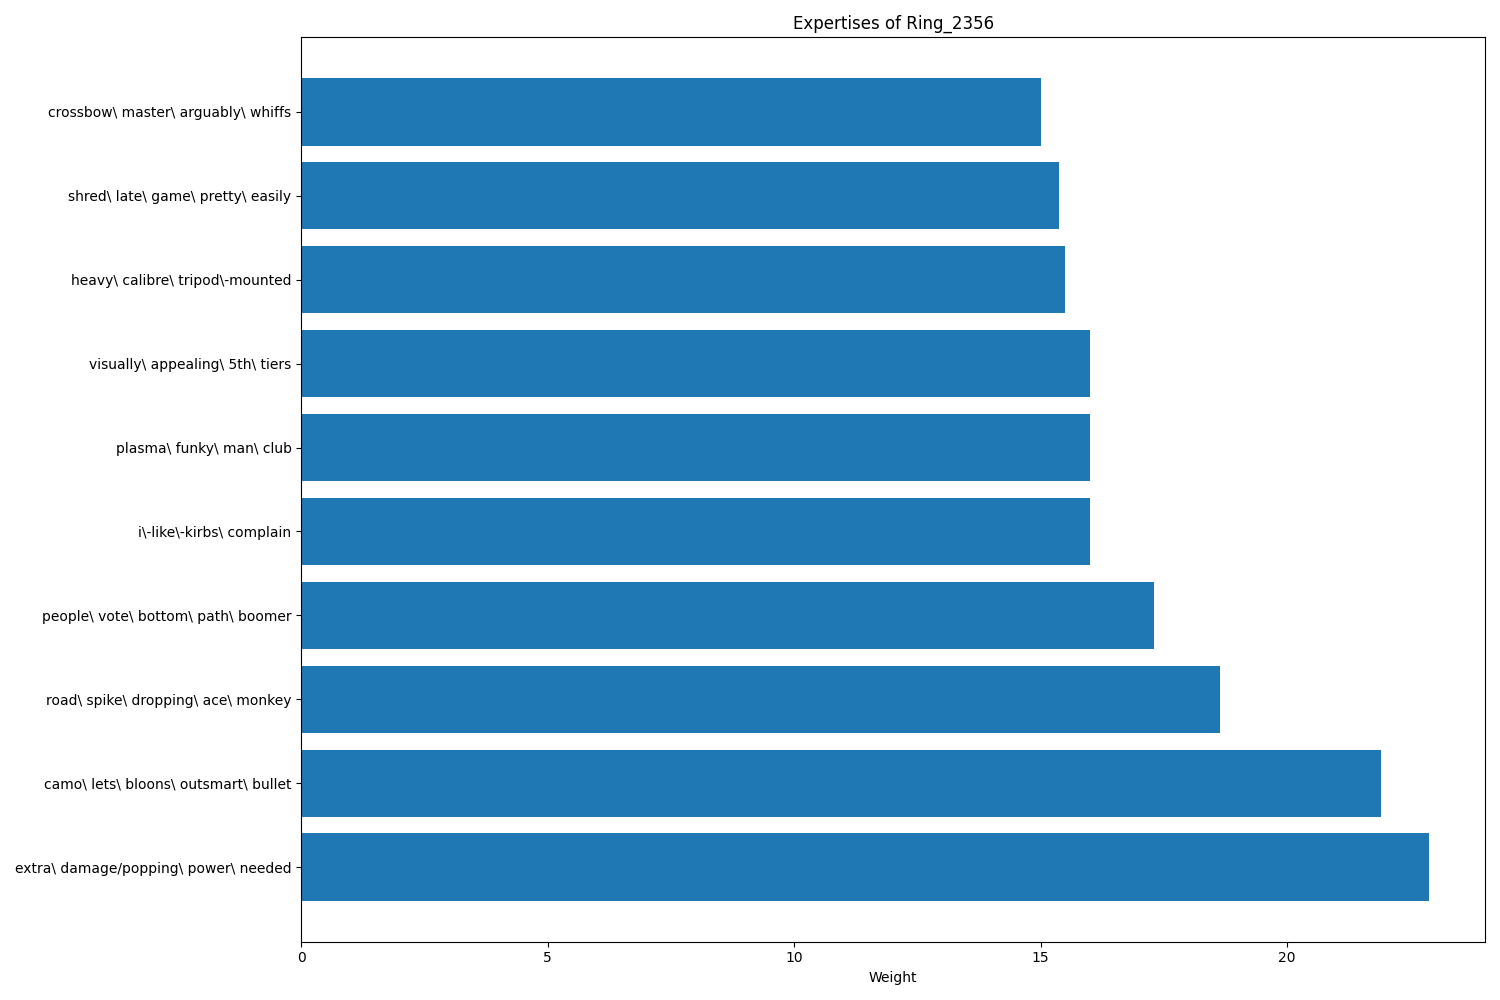 Expertises of Ring_2356
crossbow\ master\ arguably\ whiffs
shred\ late\ game\ pretty\ easily
heavy\ calibre\ tripod\-mounted
visually\ appealing\ 5th\ tiers
plasma\ funky\ man\ club
i\-like\-kirbs\ complain
people\ vote\ bottom\ path\ boomer
road\ spike\ dropping\ ace\ monkey
camo\ lets\ bloons\ outsmart\ bullet
extra\ damage/popping\ power\ needed
0 5 10 15 20
Weight